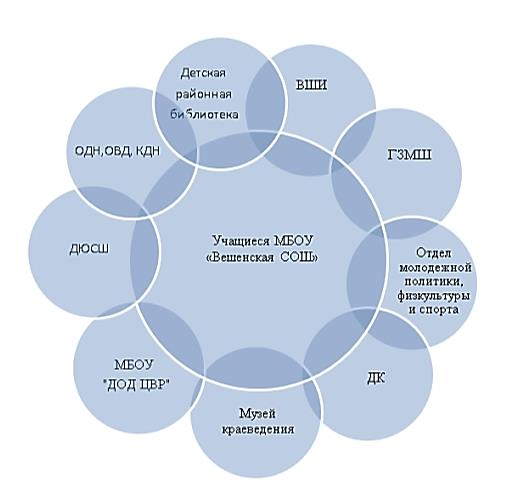 Детская
районная
библиотека
ВШИ
ГЗМШ
Отдел
молодежной
политики,
физкультуры
и спорта
ДК
Музей
краеведения
МБОУ
"ДОД ЦВР"
ДЮСШ
ОДН,ОВД, КДН
Учащиеся МБОУ
«Вешенская СОШ»